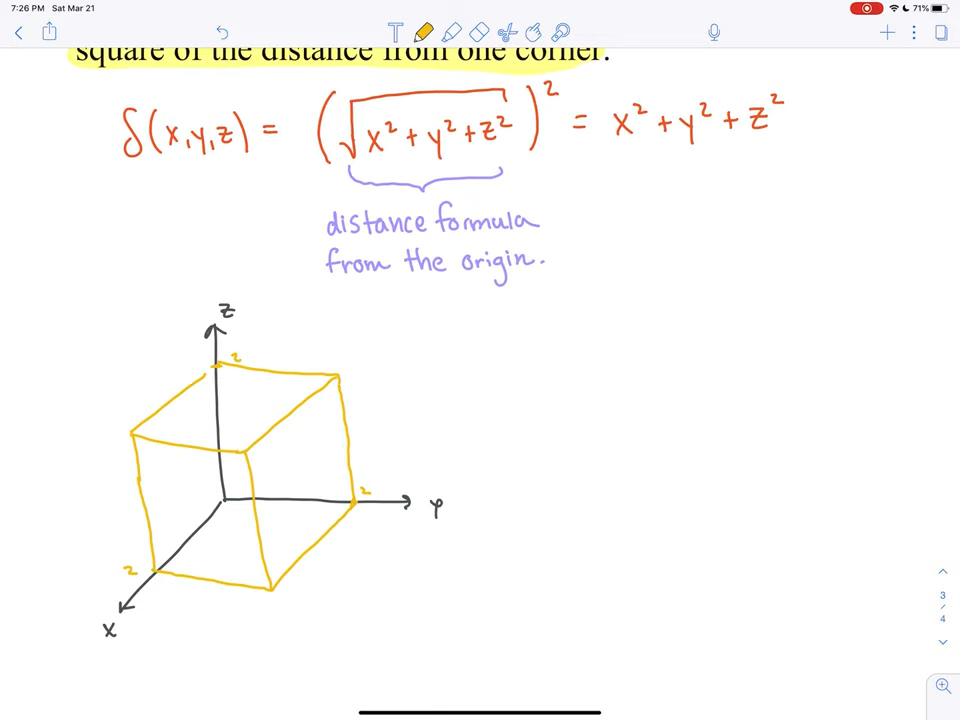 7:26 PM Sat Mar 21
71%
square of the distance from one corner.
δ(x,y,z) = (√x²+y²+z²)² = x²+y²+z²
distance formula
from the origin.
z
2
2
y
2
x
3
/
4